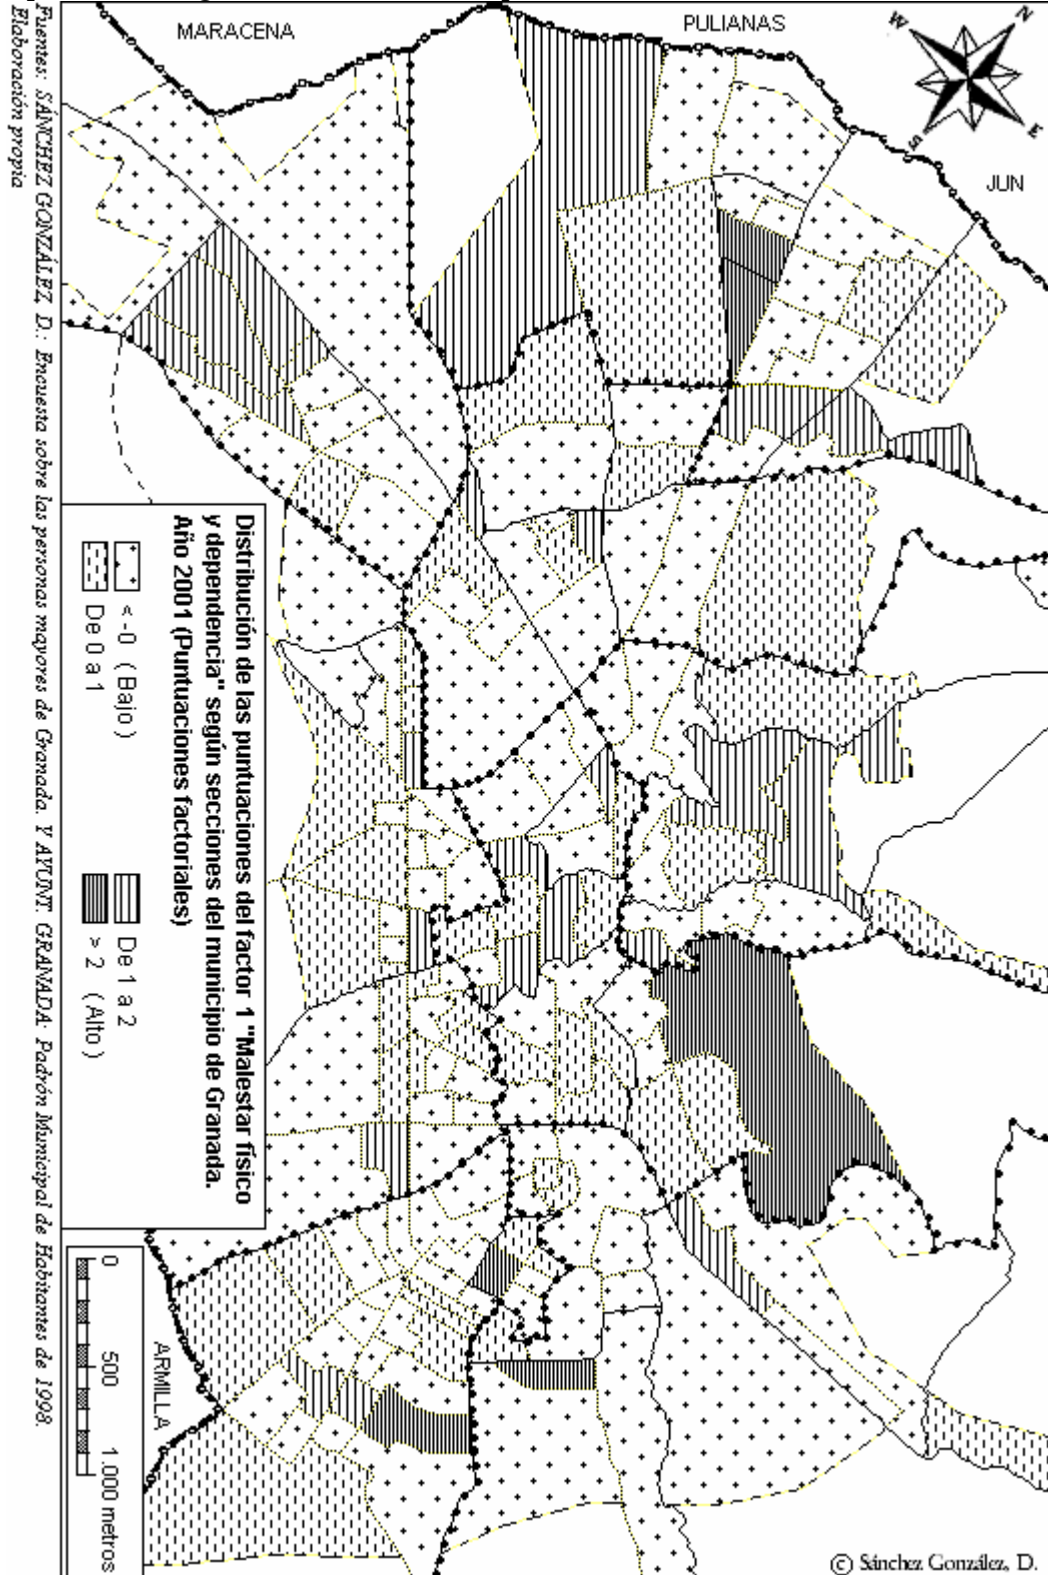 MARACENA
PULIANAS
N
W
E
S
JUN
Distribución de las puntuaciones del factor 1 "Malestar físico
y dependencia" según secciones del municipio de Granada.
Año 2001 (Puntuaciones factoriales)
< -0 ( Bajo )
De 0 a 1
De 1 a 2
> 2 ( Alto )
ARMILLA
0 500 1.000 metros
Fuentes: SÁNCHEZ GONZÁLEZ, D.: Encuesta sobre las personas mayores de Granada. Y AYUNT. GRANADA: Padrón Municipal de Habitantes de 1998.
Elaboración propia
© Sánchez González, D.